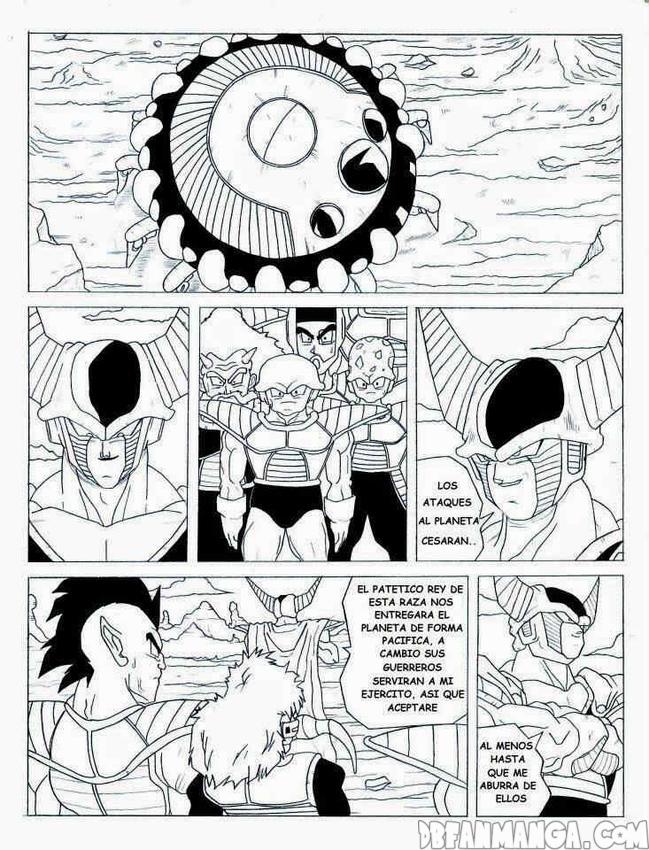 LOS
ATAQUES
AL PLANETA
CESARAN..
EL PATETICO REY DE
ESTA RAZA NOS
ENTREGARA EL
PLANETA DE FORMA
PACIFICA, A
CAMBIO SUS
GUERREROS
SERVIRAN A MI
EJERCITO, ASI QUE
ACEPTARE
AL MENOS
HASTA
QUE ME
ABURRA DE
ELLOS
DBFANMANGA.COM